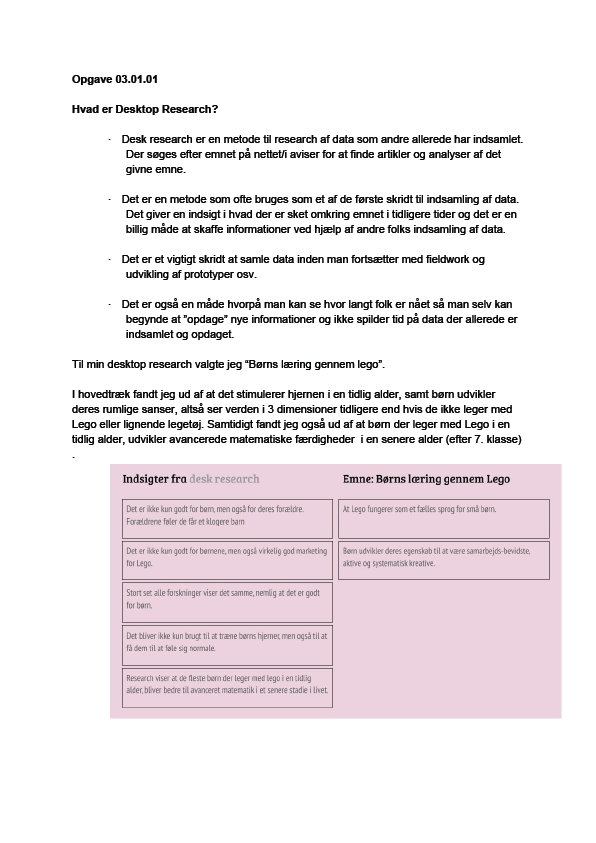 Opgave 03.01.01
Hvad er Desktop Research?
- Desk research er en metode til research af data som andre allerede har indsamlet.
Der søges efter emnet på nettet/i aviser for at finde artikler og analyser af det
givne emne.
- Det er en metode som ofte bruges som et af de første skridt til indsamling af data.
Det giver en indsigt i hvad der er sket omkring emnet i tidligere tider og det er en
billig måde at skaffe informationer ved hjælp af andre folks indsamling af data.
- Det er et vigtigt skridt at samle data inden man fortsætter med fieldwork og
udvikling af prototyper osv.
- Det er også en måde hvorpå man kan se hvor langt folk er nået så man selv kan
begynde at ”opdage” nye informationer og ikke spilder tid på data der allerede er
indsamlet og opdaget.
Til min desktop research valgte jeg “Børns læring gennem lego”.
I hovedtræk fandt jeg ud af at det stimulerer hjernen i en tidlig alder, samt børn udvikler
deres rumlige sanser, altså ser verden i 3 dimensioner tidligere end hvis de ikke leger med
Lego eller lignende legetøj. Samtidigt fandt jeg også ud af at børn der leger med Lego i en
tidlig alder, udvikler avancerede matematiske færdigheder i en senere alder (efter 7. klasse)
.
Indsigter fra desk research
Det er ikke kun godt for børn, men også for deres forældre.
Forældrene føler de får et klogere barn
Det er ikke kun godt for børnene, men også virkelig god marketing
for Lego.
Stort set alle forskninger viser det samme, nemlig at det er godt
for børn.
Det bliver ikke kun brugt til at træne børns hjerner, men også til at
få dem til at føle sig normale.
Research viser at de fleste børn der leger med lego i en tidlig
alder, bliver bedre til avanceret matematik i et senere stadie i livet.
Emne: Børns læring gennem Lego
At Lego fungerer som et fælles sprog for små børn.
Børn udvikler deres egenskab til at være samarbejds-bevidste,
aktive og systematisk kreative.